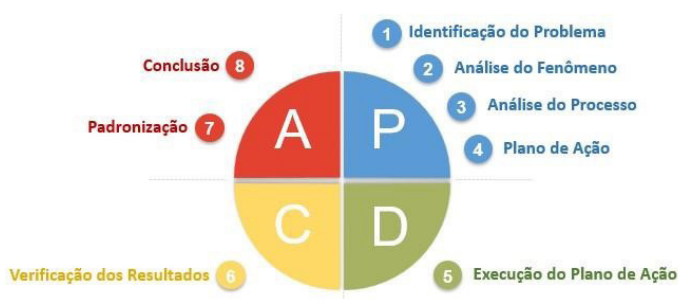 1 Identificação do Problema
2 Análise do Fenômeno
3 Análise do Processo
4 Plano de Ação
Conclusão 8
Padronização 7
A P
C D
Verificação dos Resultados 6
5 Execução do Plano de Ação